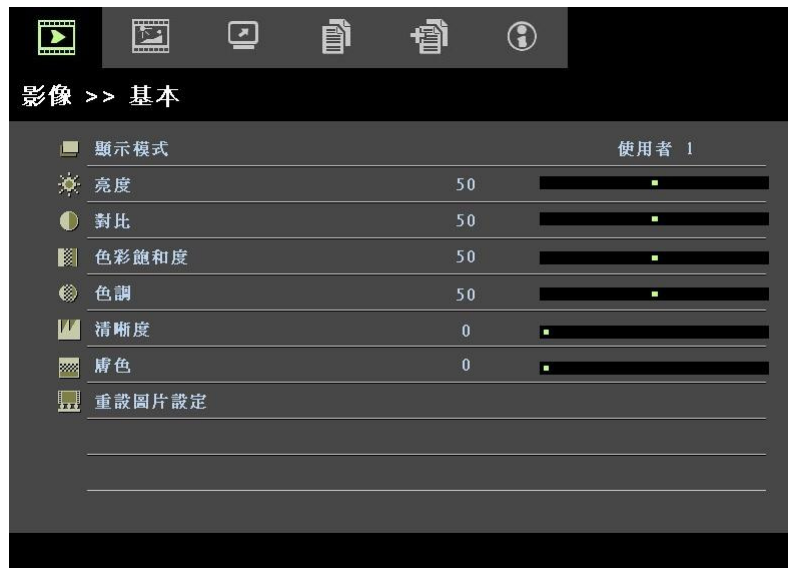 影像 >> 基本
顯示模式 使用者 1
亮度 50
對比 50
色彩飽和度 50
色調 50
清晰度 0
膚色 0
重設圖片設定